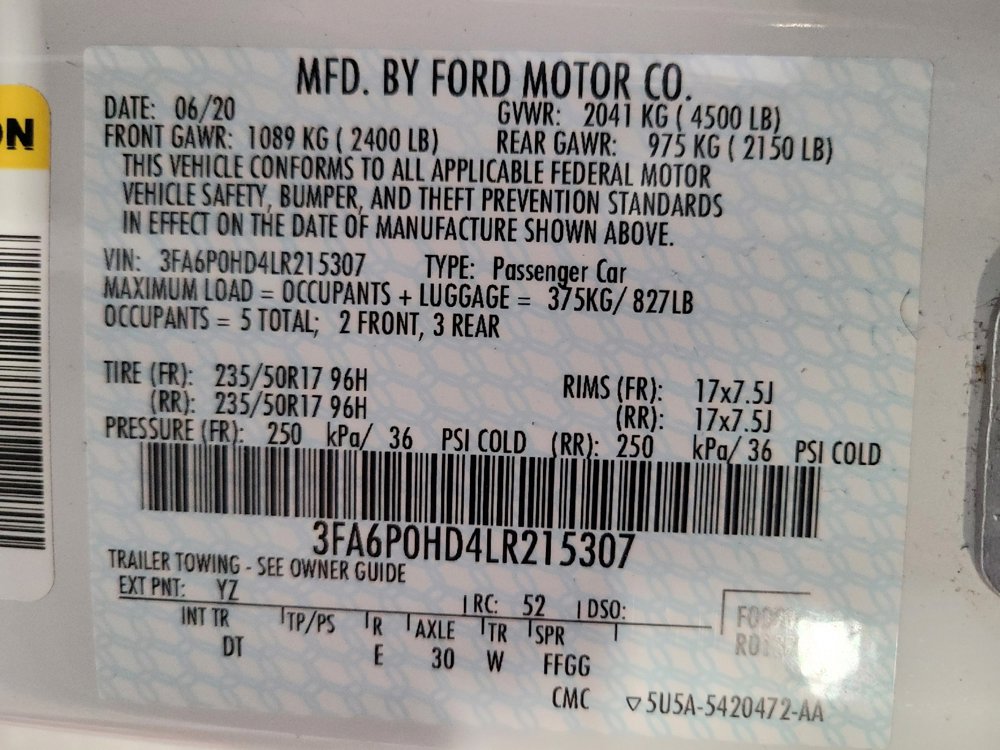 MFD. BY FORD MOTOR CO.
DATE: 06/20 GVWR: 2041 KG ( 4500 LB)
FRONT GAWR: 1089 KG ( 2400 LB) REAR GAWR: 975 KG ( 2150 LB)
THIS VEHICLE CONFORMS TO ALL APPLICABLE FEDERAL MOTOR
VEHICLE SAFETY, BUMPER, AND THEFT PREVENTION STANDARDS
IN EFFECT ON THE DATE OF MANUFACTURE SHOWN ABOVE.
VIN: 3FA6P0HD4LR215307 TYPE: Passenger Car
MAXIMUM LOAD = OCCUPANTS + LUGGAGE = 375KG/ 827LB
OCCUPANTS = 5 TOTAL; 2 FRONT, 3 REAR
TIRE (FR): 235/50R17 96H RIMS (FR): 17x7.5J
(RR): 235/50R17 96H (RR): 17x7.5J
PRESSURE (FR): 250 kPa/ 36 PSI COLD (RR): 250 kPa/ 36 PSI COLD
3FA6P0HD4LR215307
TRAILER TOWING - SEE OWNER GUIDE
EXT PNT: YZ RC: 52 DSO:
INT TR TP/PS R AXLE TR SPR
DT E 30 W FFGG
CMC ▽5U5A-5420472-AA